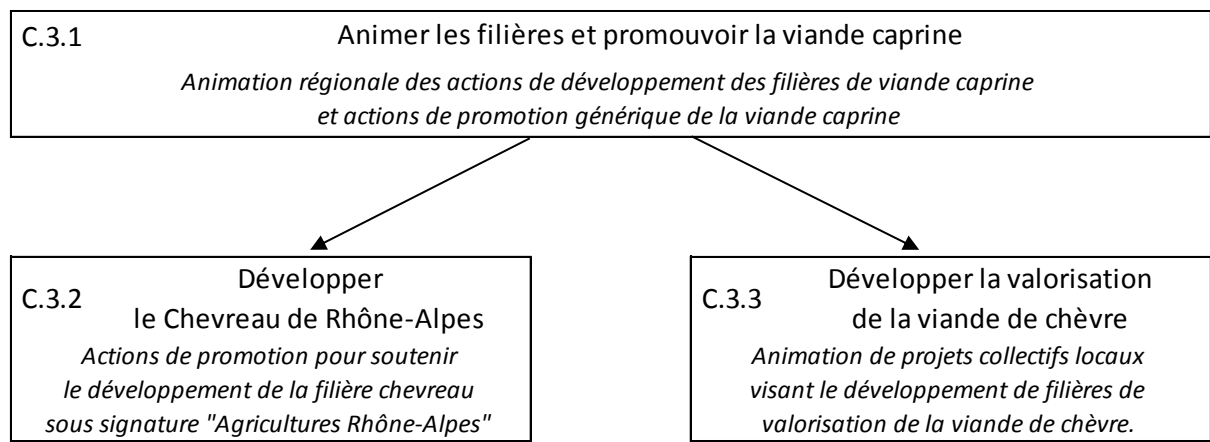 C.3.1 Animer les filières et promouvoir la viande caprine
Animation régionale des actions de développement des filières de viande caprine
et actions de promotion générique de la viande caprine
C.3.2 Développer
le Chevreau de Rhône-Alpes
Actions de promotion pour soutenir
le développement de la filière chevreau
sous signature "Agricultures Rhône-Alpes"
C.3.3 Développer la valorisation
de la viande de chèvre
Animation de projets collectifs locaux
visant le développement de filières de
valorisation de la viande de chèvre.